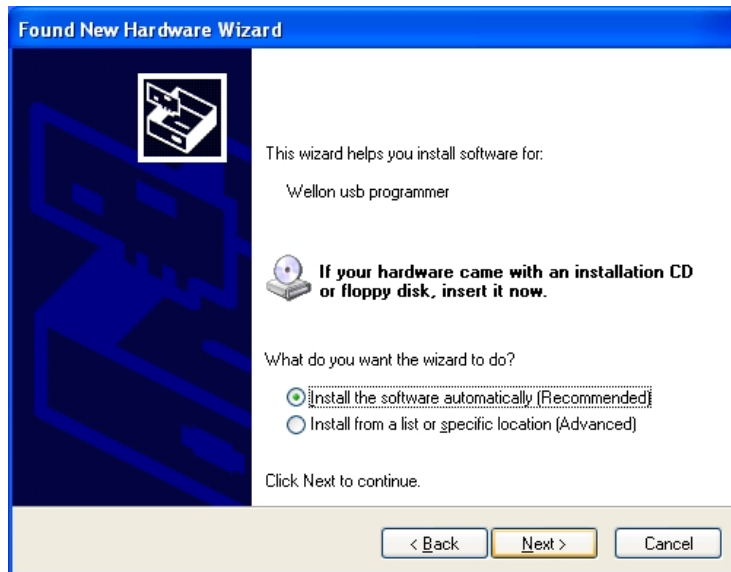 Found New Hardware Wizard
This wizard helps you install software for:
Wellon usb programmer
If your hardware came with an installation CD
or floppy disk, insert it now.
What do you want the wizard to do?
Install the software automatically (Recommended)
Install from a list or specific location (Advanced)
Click Next to continue.
< Back Next > Cancel